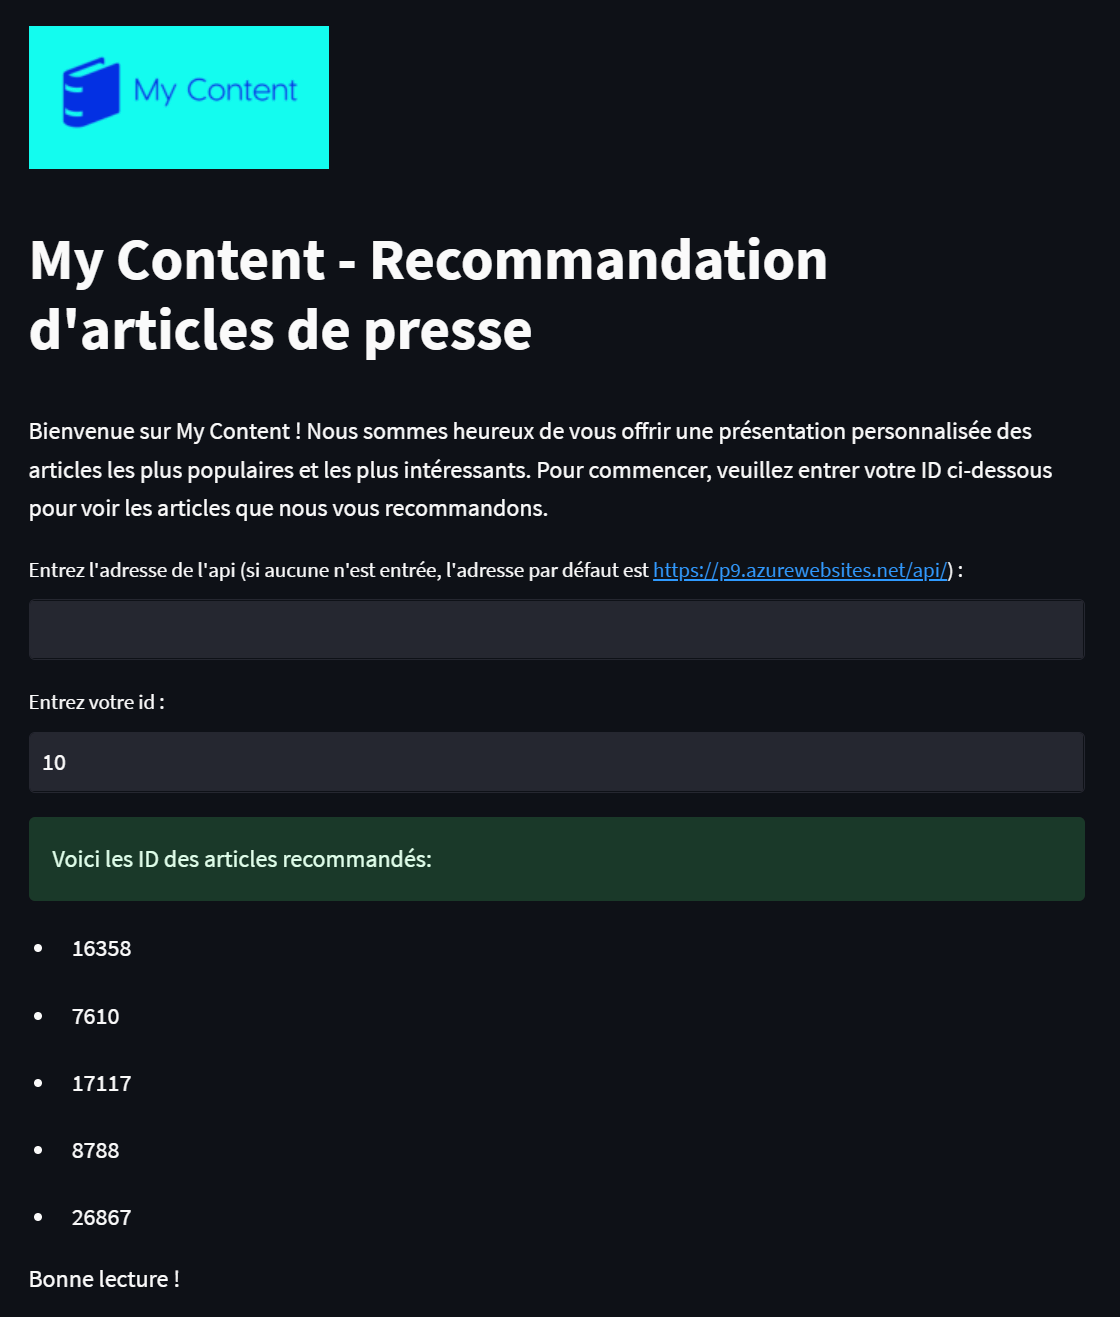 My Content
My Content - Recommandation
d'articles de presse
Bienvenue sur My Content ! Nous sommes heureux de vous offrir une présentation personnalisée des
articles les plus populaires et les plus intéressants. Pour commencer, veuillez entrer votre ID ci-dessous
pour voir les articles que nous vous recommandons.
Entrez l'adresse de l'api (si aucune n'est entrée, l'adresse par défaut est https://p9.azurewebsites.net/api/) :
Entrez votre id :
10
Voici les ID des articles recommandés:
• 16358
• 7610
• 17117
• 8788
• 26867
Bonne lecture !